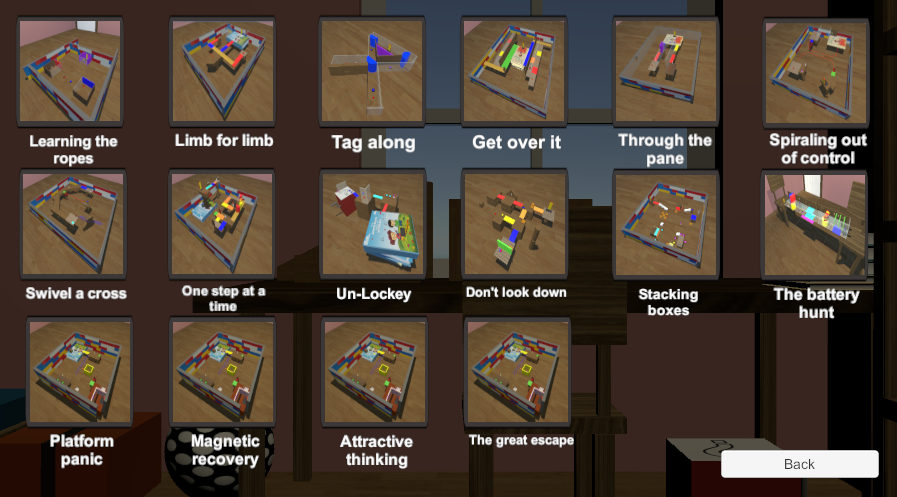 Learning the
ropes
Limb for limb
Tag along
Get over it
Through the
pane
Spiraling out
of control
Swivel a cross
One step at a
time
Un-Lockey
Don't look down
Stacking
boxes
The battery
hunt
Platform
panic
Magnetic
recovery
Attractive
thinking
The great escape
Back